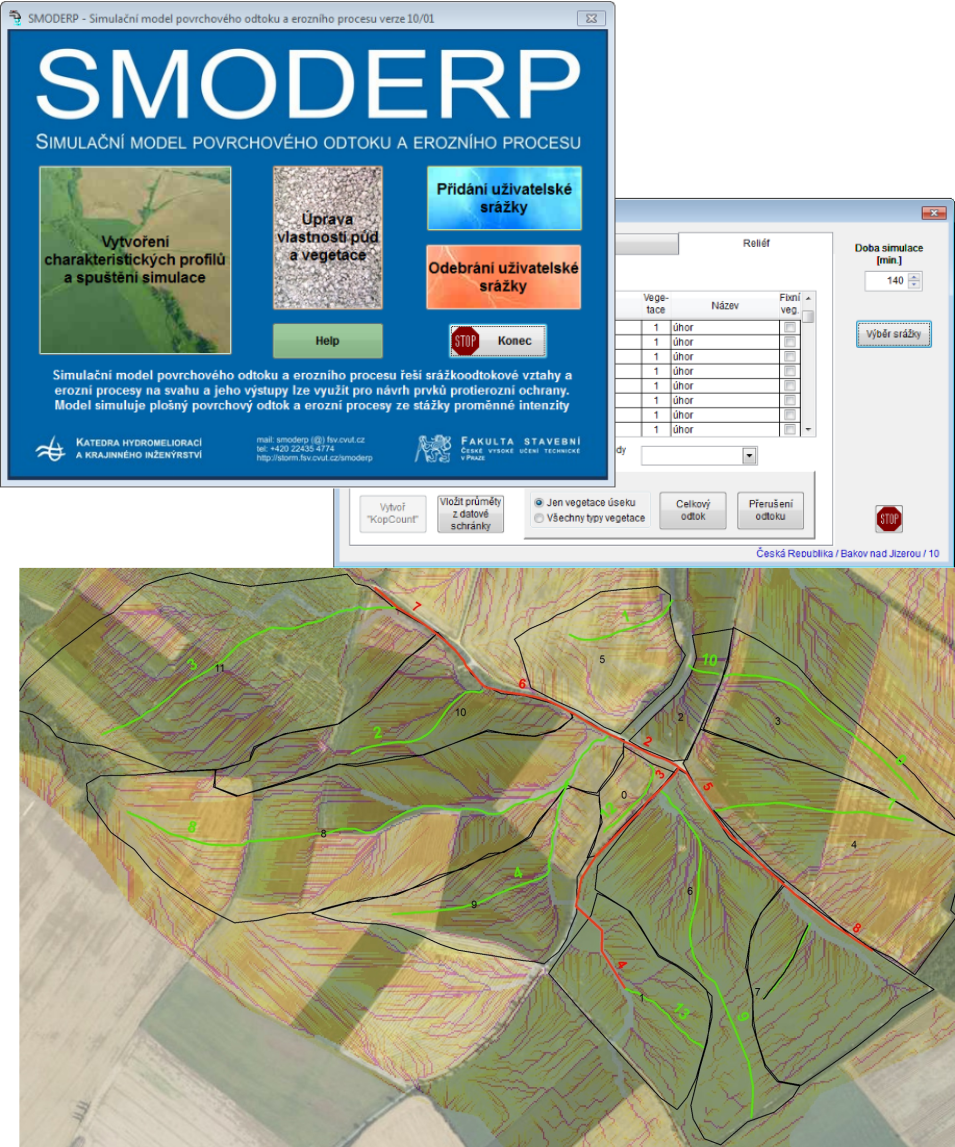 SMODERP - Simulační model povrchového odtoku a erozního procesu verze 10/01
SMODERP
SIMULAČNÍ MODEL POVRCHOVÉHO ODTOKU A EROZNÍHO PROCESU
Vytvoření
charakteristických profilů
a spuštění simulace
Úprava
vlastností půd
a vegetace
Přidání uživatelské
srážky
Odebrání uživatelské
srážky
Help
STOP Konec
Simulační model povrchového odtoku a erozního procesu řeší srážkoodtokové vztahy a
erozní procesy na svahu a jeho výstupy lze využít pro návrh prvků protierozní ochrany.
Model simuluje plošný povrchový odtok a erozní procesy ze stážky proměnné intenzity
KATEDRA HYDROMELIORACÍ
A KRAJINNÉHO INŽENÝRSTVÍ
mail: smoderp (@) fsv.cvut.cz
tel: +420 22435 4774
http://storm.fsv.cvut.cz/smoderp
FAKULTA STAVEBNÍ
ČESKÉ VYSOKÉ UČENÍ TECHNICKÉ
V PRAZE
Reliéf
Doba simulace
[min.]
140
Výběr srážky
Vege-
tace
Název
Fixní
veg.
1 úhor
1 úhor
1 úhor
1 úhor
1 úhor
1 úhor
1 úhor
1 úhor
dy
Vytvoř
"KopCount"
Vložit průměty
z datové
schránky
Jen vegetace úseku
Všechny typy vegetace
Celkový
odtok
Přerušení
odtoku
STOP
Česká Republika / Bakov nad Jizerou / 10
7
1
5
3
11
6
10
10
2
2
2
3
3
5
0
4
8
4
9
6
8
7
4
1
13
9